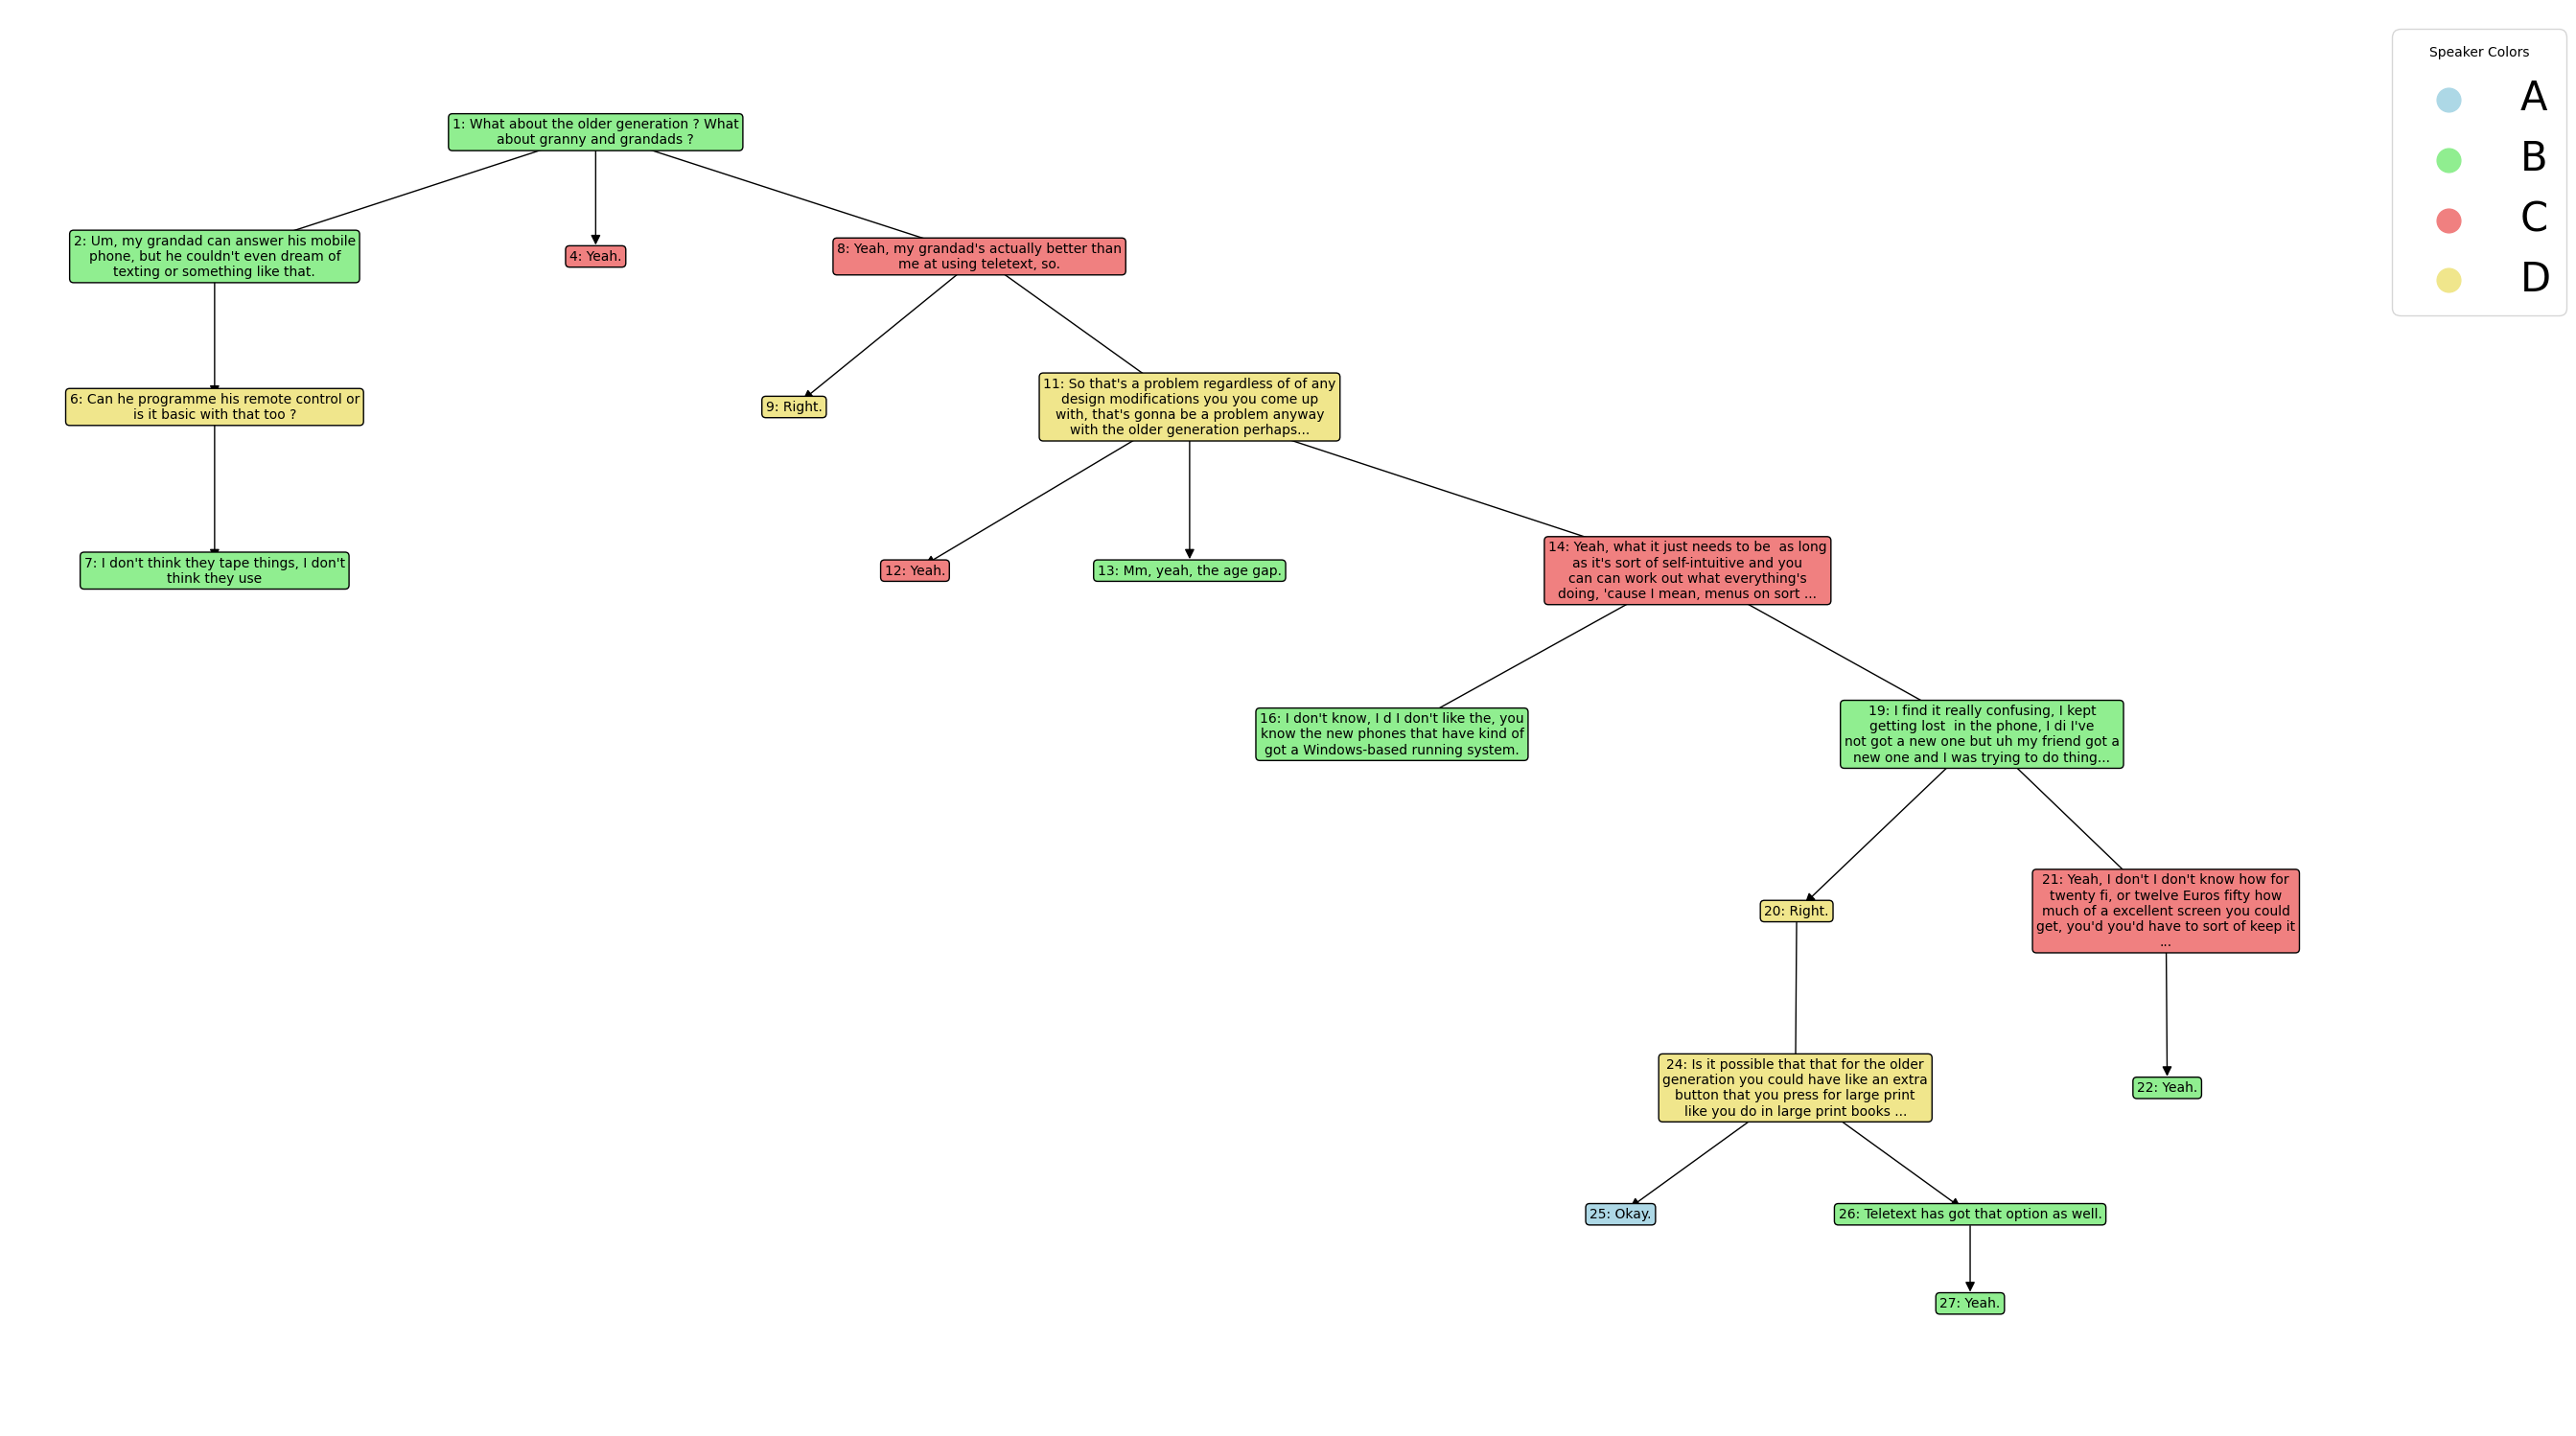 Speaker Colors
A
B
C
D
1: What about the older generation ? What
about granny and grandads ?
2: Um, my grandad can answer his mobile
phone, but he couldn't even dream of
texting or something like that.
4: Yeah.
8: Yeah, my grandad's actually better than
me at using teletext, so.
6: Can he programme his remote control or
is it basic with that too ?
9: Right.
11: So that's a problem regardless of of any
design modifications you you come up
with, that's gonna be a problem anyway
with the older generation perhaps...
7: I don't think they tape things, I don't
think they use
12: Yeah.
13: Mm, yeah, the age gap.
14: Yeah, what it just needs to be  as long
as it's sort of self-intuitive and you
can can work out what everything's
doing, 'cause I mean, menus on sort ...
16: I don't know, I d I don't like the, you
know the new phones that have kind of
got a Windows-based running system.
19: I find it really confusing, I kept
getting lost  in the phone, I di I've
not got a new one but uh my friend got a
new one and I was trying to do thing...
20: Right.
21: Yeah, I don't I don't know how for
twenty fi, or twelve Euros fifty how
much of a excellent screen you could
get, you'd you'd have to sort of keep it
...
24: Is it possible that that for the older
generation you could have like an extra
button that you press for large print
like you do in large print books ...
22: Yeah.
25: Okay.
26: Teletext has got that option as well.
27: Yeah.